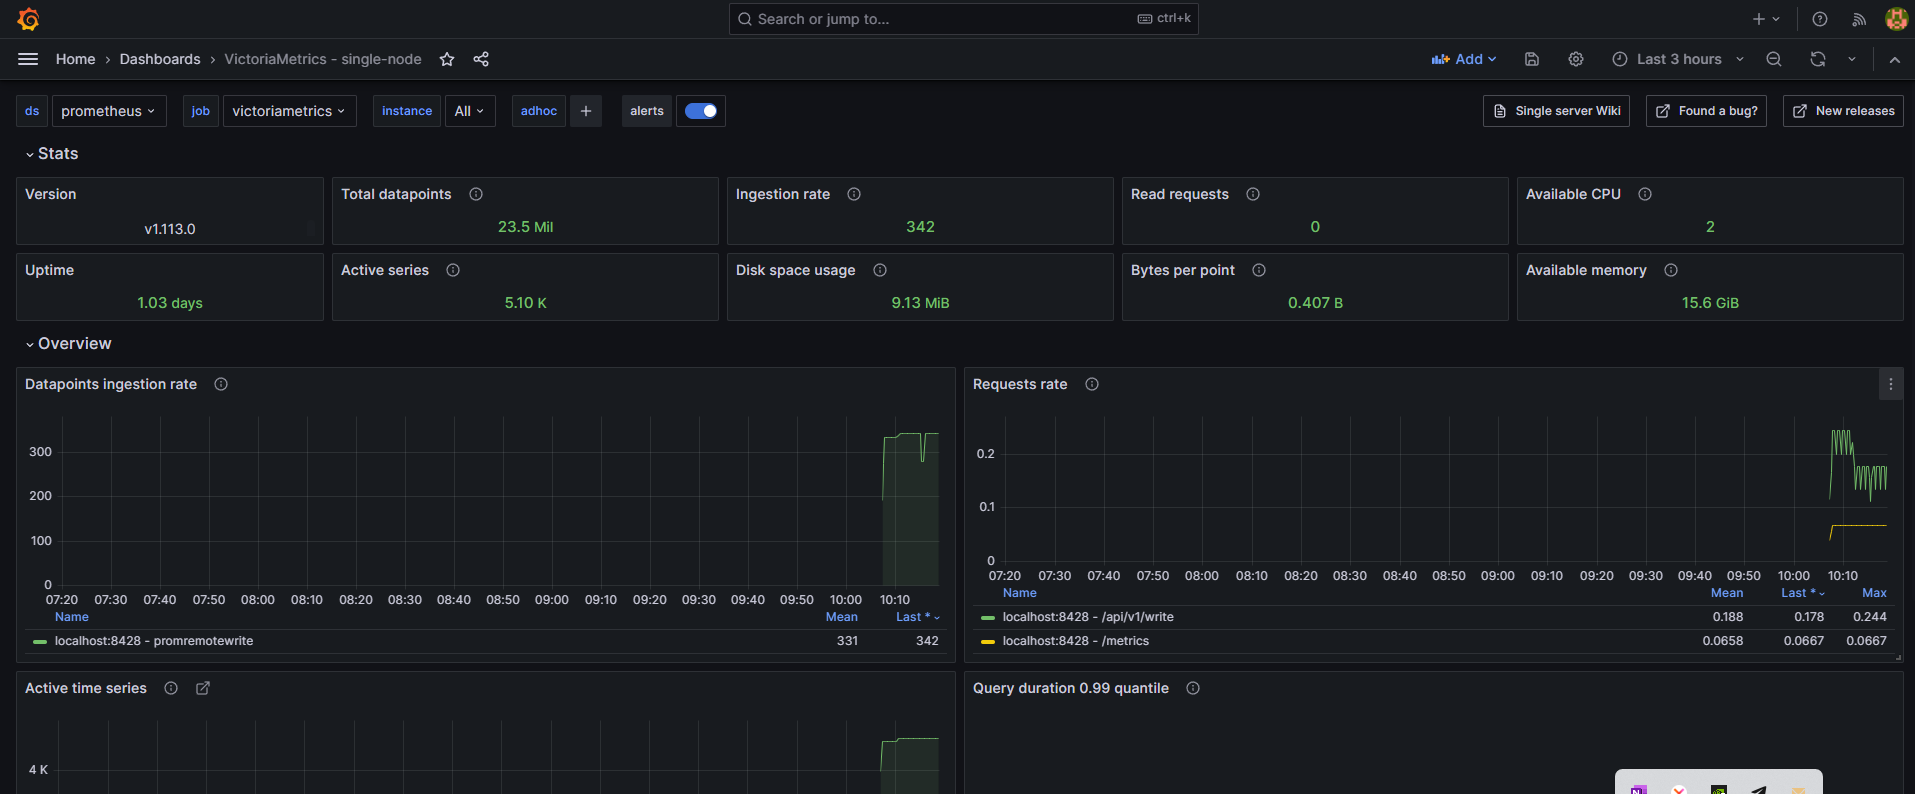 Search or jump to... ctrl+k
Home › Dashboards › VictoriaMetrics - single-node Add Last 3 hours
ds prometheus job victoriametrics instance All adhoc + alerts Single server Wiki Found a bug? New releases
Stats
Version Total datapoints Ingestion rate Read requests Available CPU
v1.113.0 23.5 Mil 342 0 2
Uptime Active series Disk space usage Bytes per point Available memory
1.03 days 5.10 K 9.13 MiB 0.407 B 15.6 GiB
Overview
Datapoints ingestion rate
300
200
100
0
07:20 07:30 07:40 07:50 08:00 08:10 08:20 08:30 08:40 08:50 09:00 09:10 09:20 09:30 09:40 09:50 10:00 10:10
Name Mean Last *
localhost:8428 - promremotewrite 331 342
Requests rate
0.2
0.1
0
07:20 07:30 07:40 07:50 08:00 08:10 08:20 08:30 08:40 08:50 09:00 09:10 09:20 09:30 09:40 09:50 10:00 10:10
Name Mean Last * Max
localhost:8428 - /api/v1/write 0.188 0.178 0.244
localhost:8428 - /metrics 0.0658 0.0667 0.0667
Active time series
4 K
Query duration 0.99 quantile